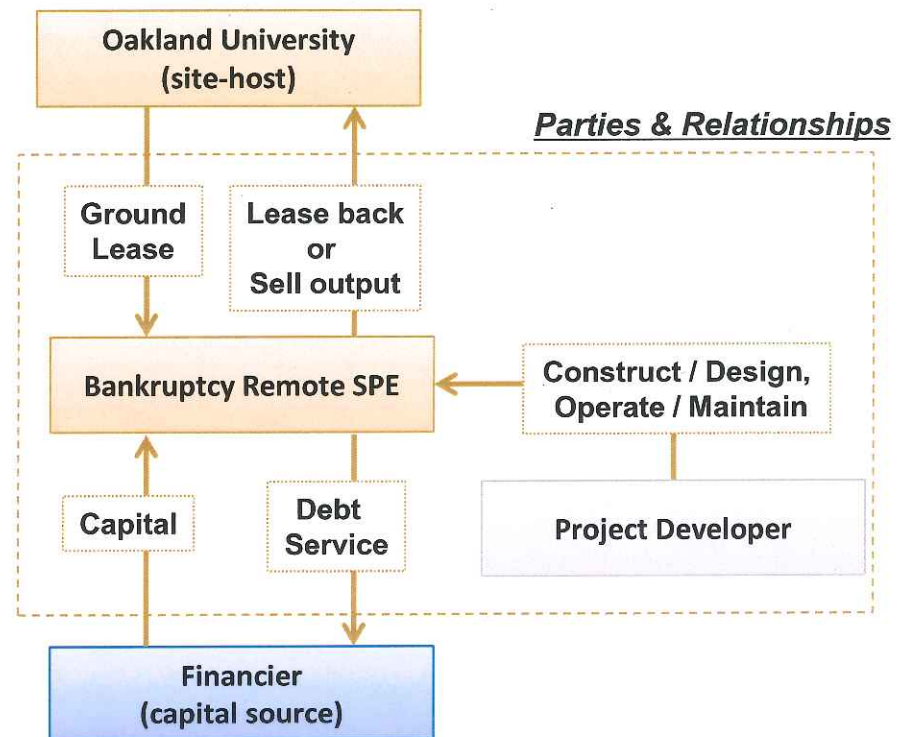 Oakland University
(site-host)
Parties & Relationships
Ground
Lease
Lease back
or
Sell output
Bankruptcy Remote SPE
Construct / Design,
Operate / Maintain
Capital
Debt
Service
Project Developer
Financier
(capital source)